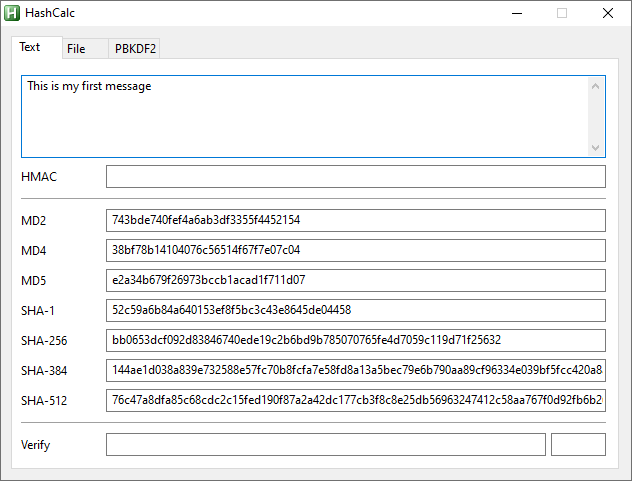 HashCalc
Text File PBKDF2
This is my first message
HMAC
MD2 743bde740fef4a6ab3df3355f4452154
MD4 38bf78b14104076c56514f67f7e07c04
MD5 e2a34b679f26973bccb1acad1f711d07
SHA-1 52c59a6b84a640153ef8f5bc3c43e8645de04458
SHA-256 bb0653dcf092d83846740ede19c2b6bd9b785070765fe4d7059c119d71f25632
SHA-384 144ae1d038a839e732588e57fc70b8fcfa7e58fd8a13a5bec79e6b790aa89cf96334e039bf5fcc420a8
SHA-512 76c47a8dfa85c68cdc2c15fed190f87a2a42dc177cb3f8c8e25db56963247412c58aa767f0d92fb6b2
Verify